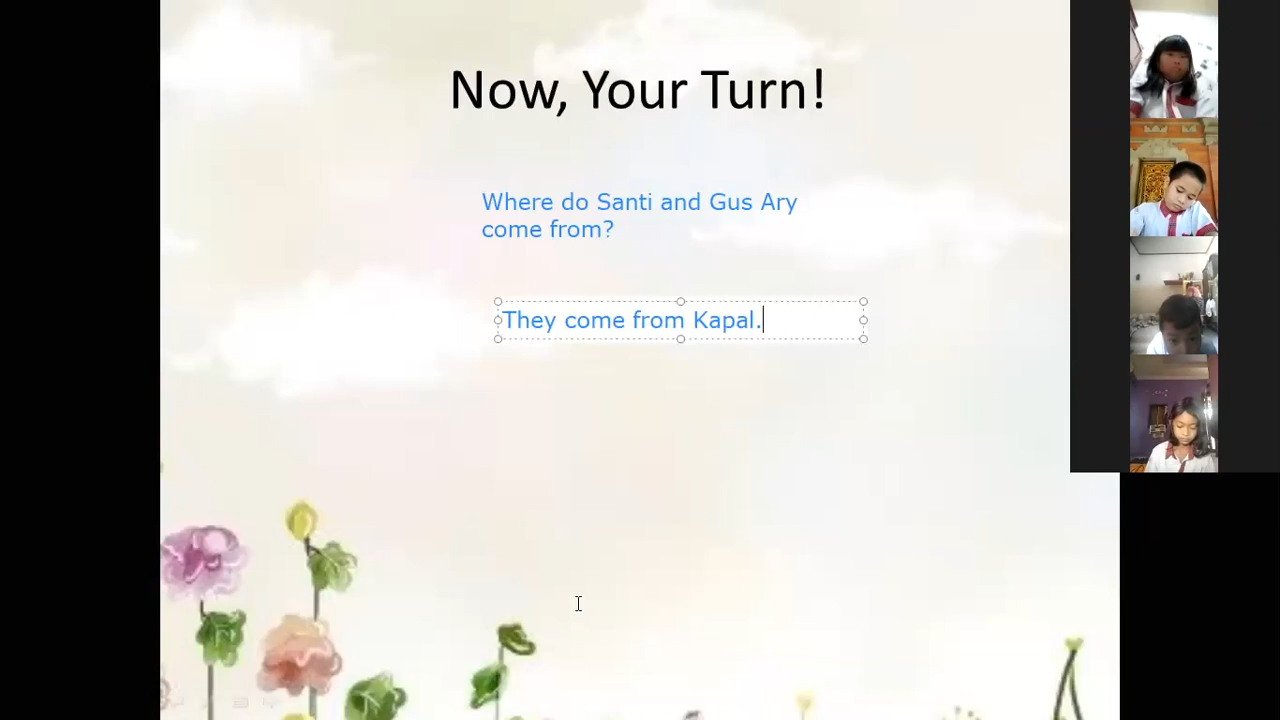 Now, Your Turn!
Where do Santi and Gus Ary
come from?
They come from Kapal.